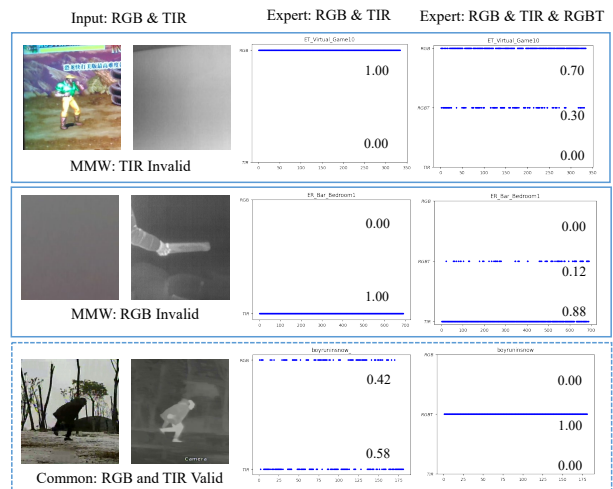 Input: RGB & TIR
Expert: RGB & TIR
Expert: RGB & TIR & RGBT
MMW: TIR Invalid
ET_Virtual_Game10
RGB
1.00
0.00
TIR
0 50 100 150 200 250 300 350
ET_Virtual_Game10
RGB
0.70
RGBT
0.30
0.00
TIR
0 50 100 150 200 250 300 350
MMW: RGB Invalid
ER_Bar_Bedroom1
RGB
0.00
1.00
TIR
0 100 200 300 400 500 600 700
ER_Bar_Bedroom1
RGB
0.00
RGBT
0.12
0.88
TIR
0 100 200 300 400 500 600 700
Camera
Common: RGB and TIR Valid
boyruninsnow
RGB
0.42
0.58
TIR
0 25 50 75 100 125 150 175
boyruninsnow
RGB
0.00
RGBT
1.00
0.00
TIR
0 25 50 75 100 125 150 175